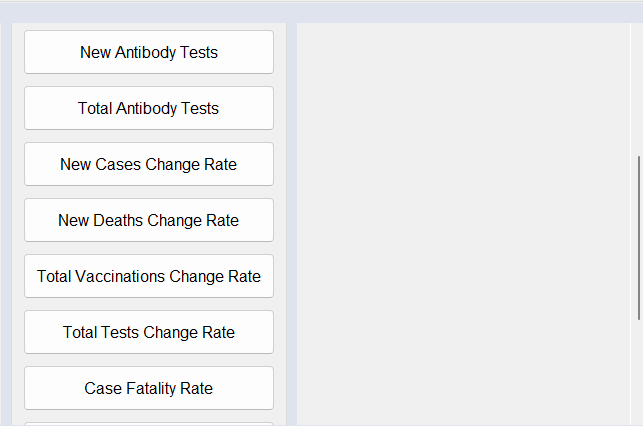 New Antibody Tests
Total Antibody Tests
New Cases Change Rate
New Deaths Change Rate
Total Vaccinations Change Rate
Total Tests Change Rate
Case Fatality Rate